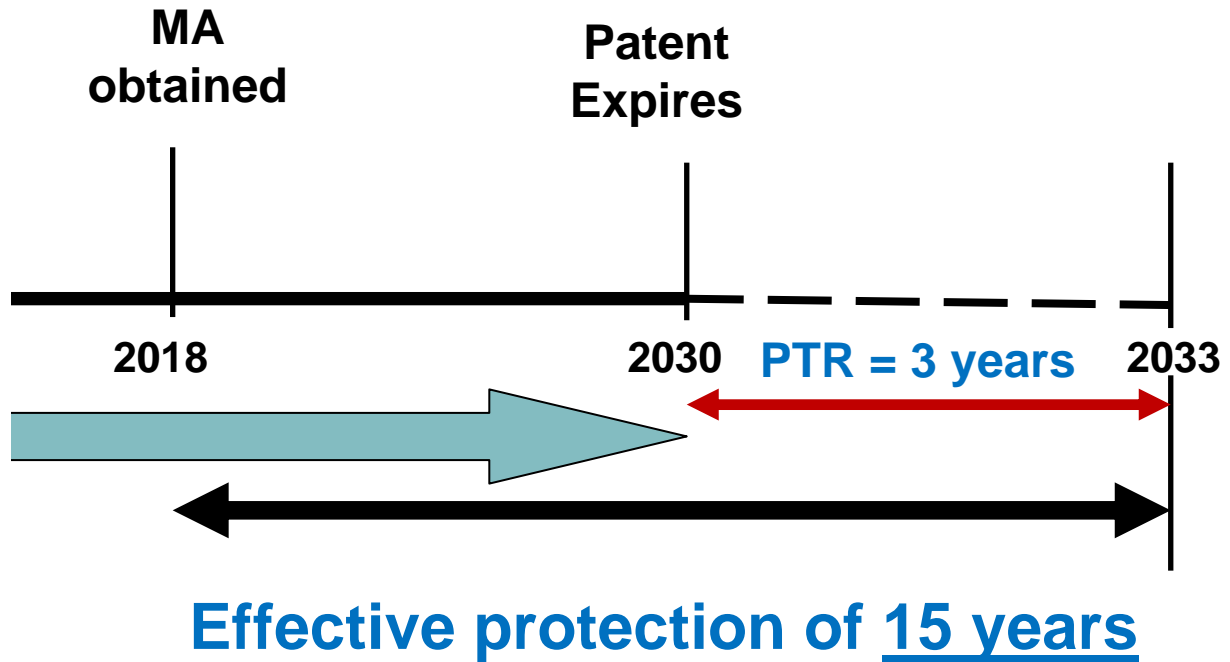 MA
obtained
Patent
Expires
2018
2030
PTR = 3 years
2033
Effective protection of 15 years